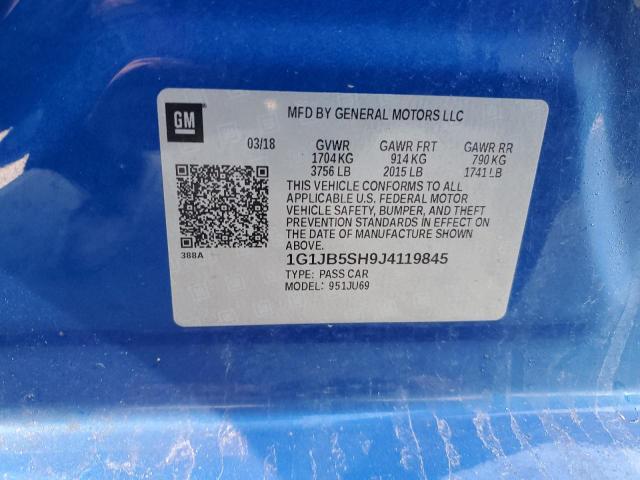 GM
MFD BY GENERAL MOTORS LLC
03/18 GVWR GAWR FRT GAWR RR
1704 KG 914 KG 790 KG
3756 LB 2015 LB 1741 LB
THIS VEHICLE CONFORMS TO ALL
APPLICABLE U.S. FEDERAL MOTOR
VEHICLE SAFETY, BUMPER, AND THEFT
PREVENTION STANDARDS IN EFFECT ON
THE DATE OF MANUFACTURE SHOWN
ABOVE.
388A
1G1JB5SH9J4119845
TYPE: PASS CAR
MODEL: 951JU69